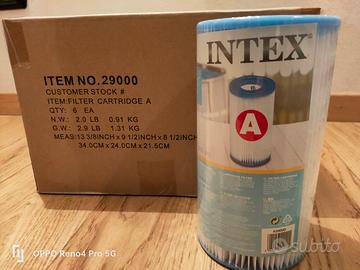 ITEM NO.29000
CUSTOMER STOCK #
ITEM:FILTER CARTRIDGE A
QTY: 6 EA
N.W.: 2.0 LB 0.91 KG
G.W.: 2.9 LB 1.31 KG
MEAS:13 3/8INCH x 9 1/2INCH x 8 1/2INCH
34.0CM x 24.0CM x 21.5CM
INTEX
A
OPPO Reno4 Pro 5G
subito